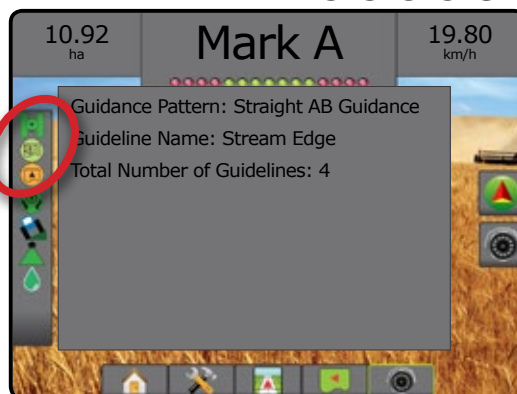 10.92
ha
Mark A
19.80
km/h
Guidance Pattern: Straight AB Guidance
Guideline Name: Stream Edge
Total Number of Guidelines: 4